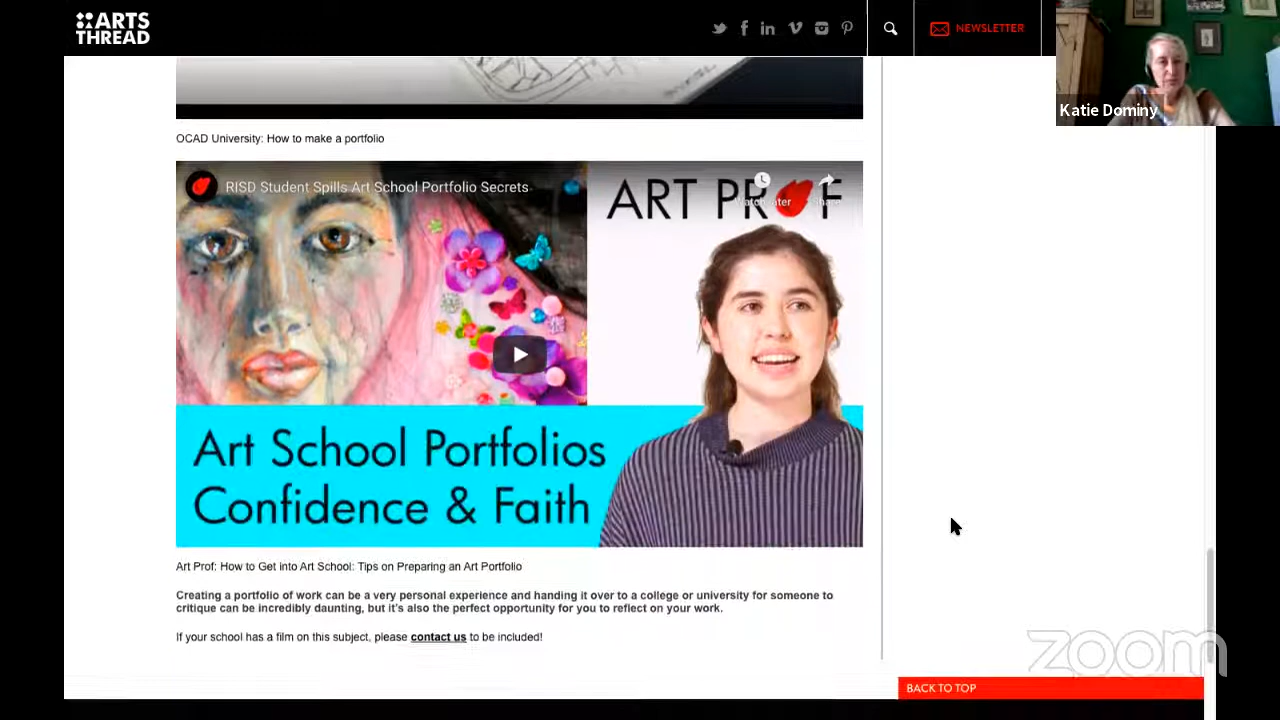 ARTS
THREAD
NEWSLETTER
Katie Dominy
OCAD University: How to make a portfolio
RISD Student Spills Art School Portfolio Secrets
Watch later
Share
ART PROF
Art School Portfolios
Confidence & Faith
Art Prof: How to Get into Art School: Tips on Preparing an Art Portfolio
Creating a portfolio of work can be a very personal experience and handing it over to a college or university for someone to
critique can be incredibly daunting, but it's also the perfect opportunity for you to reflect on your work.
If your school has a film on this subject, please contact us to be included!
zoom
BACK TO TOP